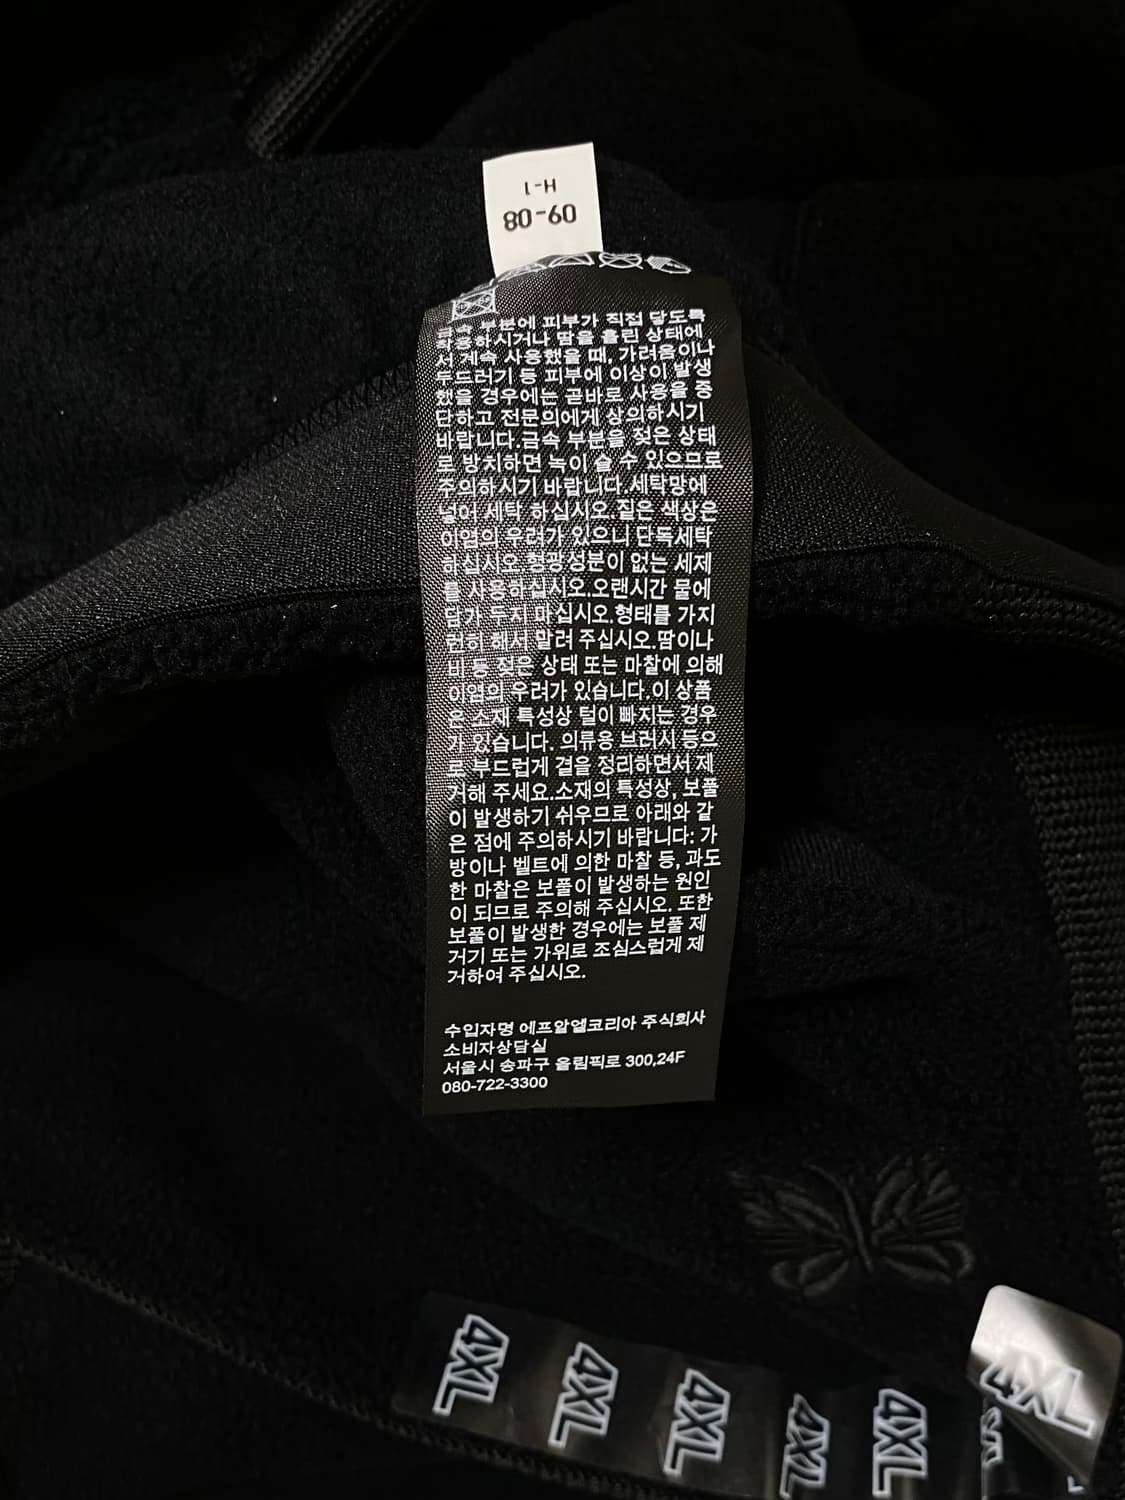 H-1
09-08
금속 부분에 피부가 직접 닿도록
착용하시거나 땀을 흘린 상태에
서 계속 사용했을 때, 가려움이나
두드러기 등 피부에 이상이 발생
했을 경우에는 곧바로 사용을 중
단하고 전문의에게 상의하시기
바랍니다.금속 부분을 젖은 상태
로 방치하면 녹이 슬 수 있으므로
주의하시기 바랍니다.세탁망에
넣어 세탁 하십시오.짙은 색상은
이염의 우려가 있으니 단독세탁
하십시오.형광성분이 없는 세제
를 사용하십시오.오랜시간 물에
담가 두지 마십시오.형태를 가지
런히 해서 말려 주십시오.땀이나
비 등 젖은 상태 또는 마찰에 의해
이염의 우려가 있습니다.이 상품
은 소재 특성상 털이 빠지는 경우
가 있습니다. 의류용 브러시 등으
로 부드럽게 결을 정리하면서 제
거해 주세요.소재의 특성상, 보풀
이 발생하기 쉬우므로 아래와 같
은 점에 주의하시기 바랍니다: 가
방이나 벨트에 의한 마찰 등, 과도
한 마찰은 보풀이 발생하는 원인
이 되므로 주의해 주십시오. 또한
보풀이 발생한 경우에는 보풀 제
거기 또는 가위로 조심스럽게 제
거하여 주십시오.
수입자명 에프알엘코리아 주식회사
소비자상담실
서울시 송파구 올림픽로 300,24F
080-722-3300
4XL
4XL
4XL
4XL
4XL
4XL